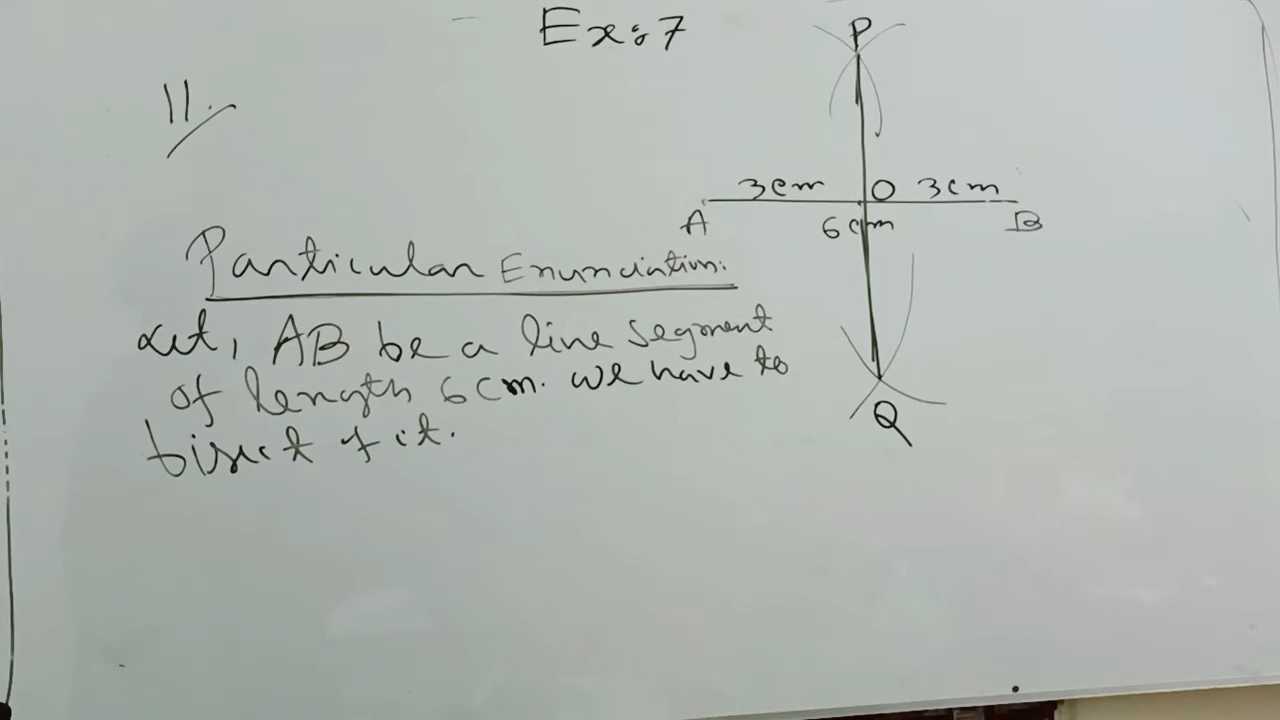 Ex:7
11.
P
3cm O 3cm
A 6cm B
Particular Enunciation:
Let, AB be a line segment
of length 6cm. we have to
bisect of it.
Q